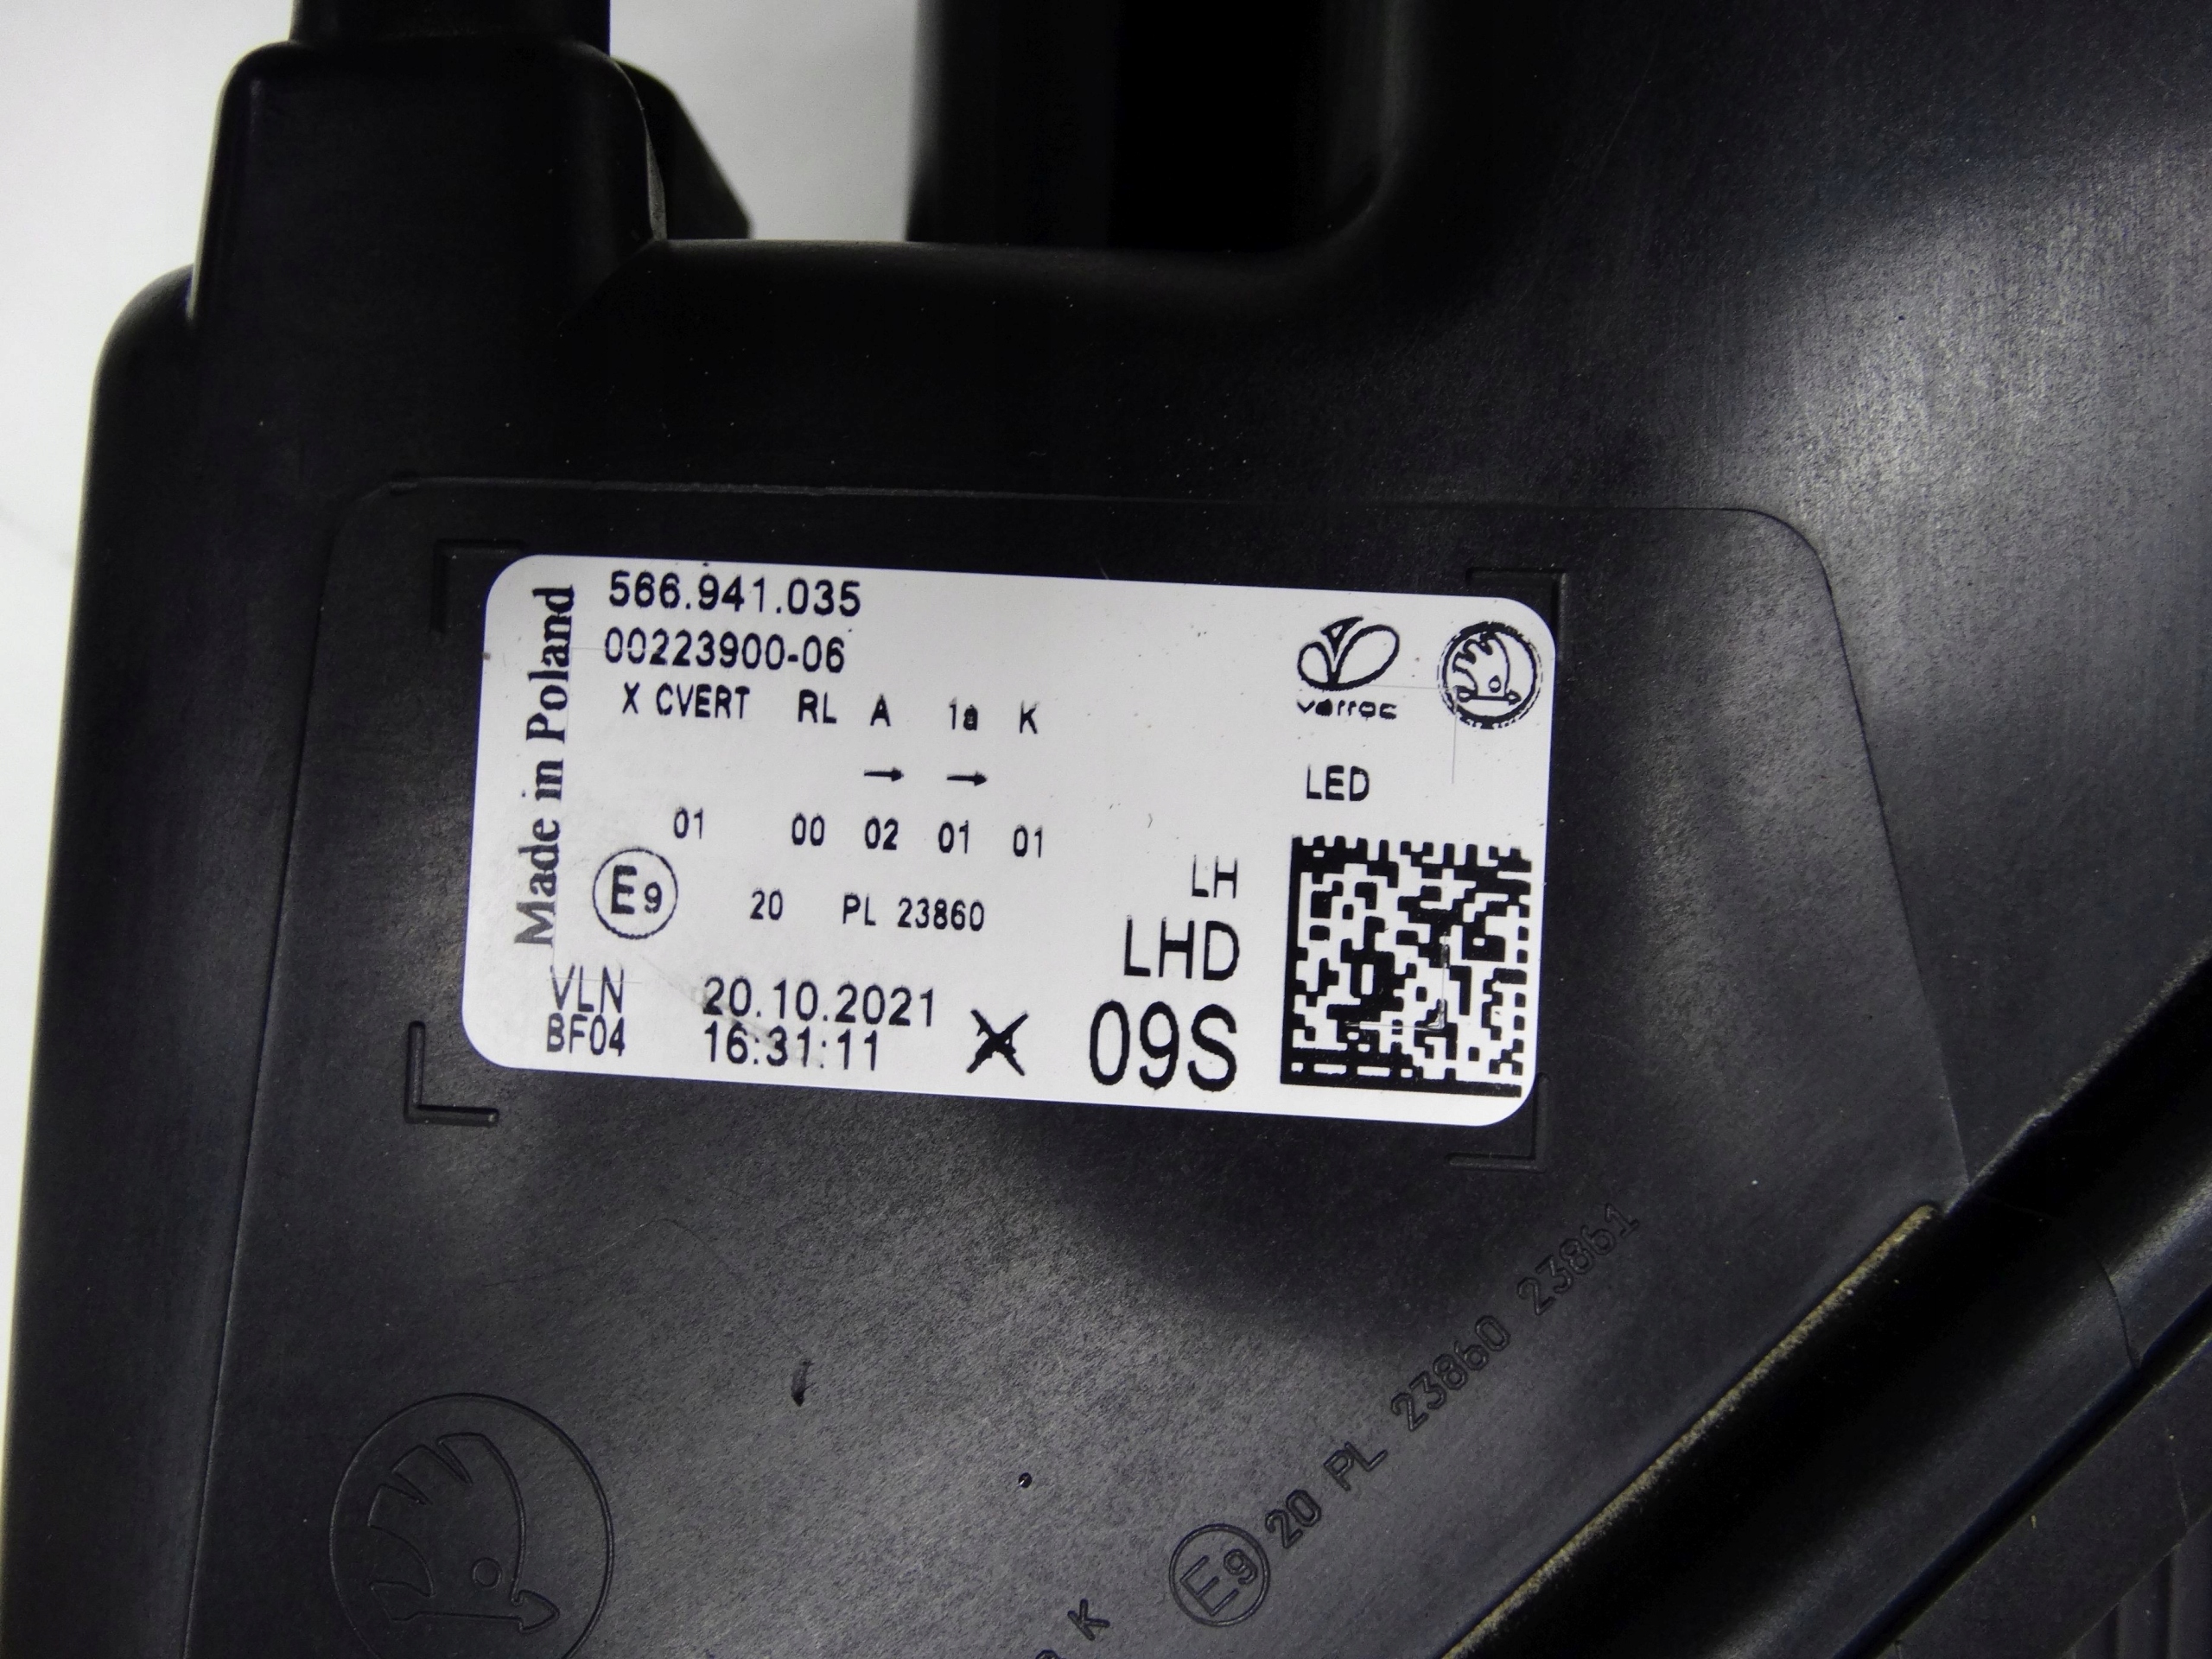 Made in Poland
566.941.035
00223900-06
X CVERT RL A 1a K
→ →
01 00 02 01 01
E9 20 PL 23860
VLN 20.10.2021
BF04 16:31:11
varroc
LED
LH
LHD
X 09S
E9 20 PL 23860 23861
K